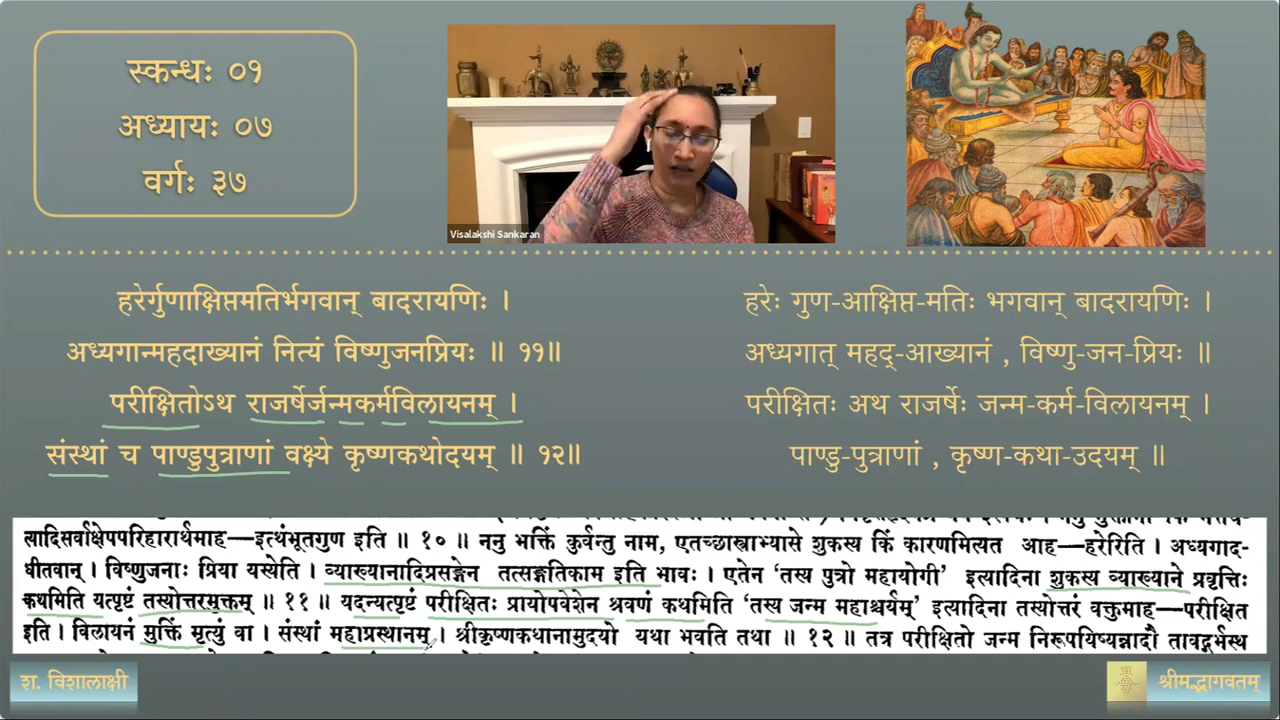 स्कन्धः ०१
अध्यायः ०७
वर्गः ३७
Visalakshi Sankaran
हरेर्गुणाक्षिप्तमतिर्भगवान् बादरायणिः ।
अध्यगान्महदाख्यानं नित्यं विष्णुजनप्रियः ॥ ११॥
परीक्षितोऽथ राजर्षेर्जन्मकर्मविलायनम् ।
संस्थां च पाण्डुपुत्राणां वक्ष्ये कृष्णकथोदयम् ॥ १२॥
हरेः गुण-आक्षिप्त-मतिः भगवान् बादरायणिः ।
अध्यगात् महद्-आख्यानं , विष्णु-जन-प्रियः ॥
परीक्षितः अथ राजर्षेः जन्म-कर्म-विलायनम् ।
पाण्डु-पुत्राणां , कृष्ण-कथा-उदयम् ॥
त्यादिसर्वाक्षेपपरिहारार्थमाह—इत्थंभूतगुण इति ॥ १० ॥ ननु भक्तिं कुर्वन्तु नाम, एतच्छास्त्राभ्यासे शुकस्य किं कारणमित्यत आह—हरेरिति । अध्यगाद-
धीतवान् । विष्णुजनाः प्रिया यस्येति । व्याख्यानादिप्रसङ्गेन तत्सङ्गतिकाम इति भावः । एतेन ‘तस्य पुत्रो महायोगी’ इत्यादिना शुकस्य व्याख्याने प्रवृत्तिः
कथमिति यत्पृष्टं तस्योत्तरमुक्तम् ॥ ११ ॥ यदन्यत्पृष्टं परीक्षितः प्रायोपवेशेन श्रवणं कथमिति ‘तस्य जन्म महाश्चर्यम्’ इत्यादिना तस्योत्तरं वक्तुमाह—परीक्षित
इति । विलायनं मुक्तिं मृत्युं वा । संस्थां महाप्रस्थानम् । श्रीकृष्णकथानामुदयो यथा भवति तथा ॥ १२ ॥ तत्र परीक्षितो जन्म निरूपयिष्यन्नादौ तावद्गर्भस्थ
श. विशालाक्षी
श्रीमद्भागवतम्